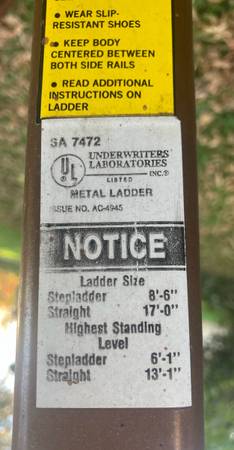 • WEAR SLIP-
RESISTANT SHOES
• KEEP BODY
CENTERED BETWEEN
BOTH SIDE RAILS
• READ ADDITIONAL
INSTRUCTIONS ON
LADDER
SA 7472
UL
UNDERWRITERS
LABORATORIES
INC.®
LISTED
METAL LADDER
ISSUE NO. AC-4945
NOTICE
Ladder Size
Stepladder 8'-6"
Straight 17'-0"
Highest Standing
Level
Stepladder 6'-1"
Straight 13'-1"